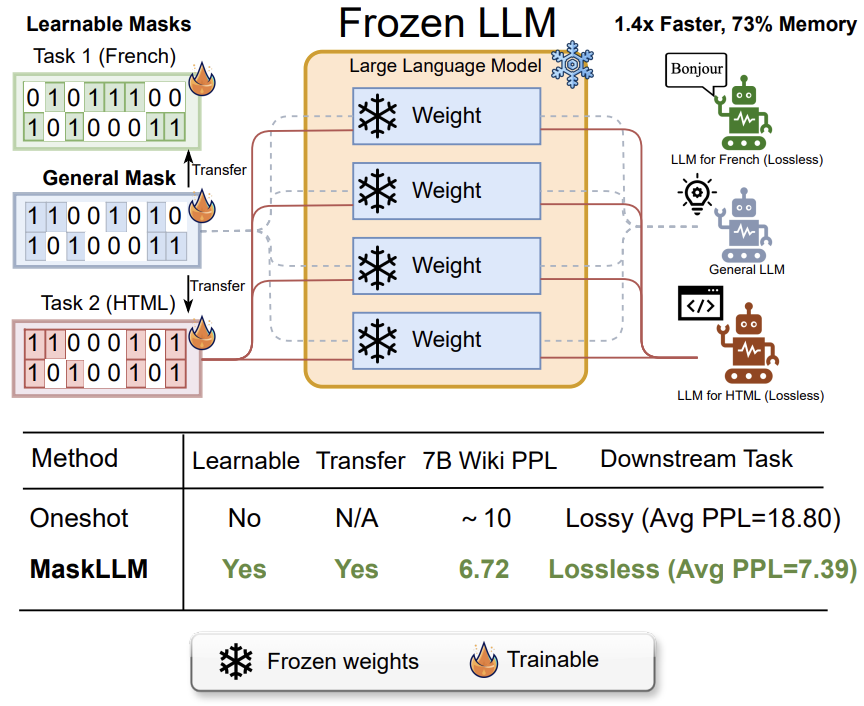 Learnable Masks
Frozen LLM
1.4x Faster, 73% Memory
Task 1 (French)
0 1 0 1 1 1 0 0
1 0 1 0 0 0 1 1
Transfer
General Mask
1 1 0 0 1 0 1 0
1 0 1 0 0 0 1 1
Transfer
Task 2 (HTML)
1 1 0 0 0 1 0 1
1 0 1 0 0 1 0 1
Large Language Model
Weight
Weight
Weight
Weight
Bonjour
LLM for French (Lossless)
General LLM
</>
LLM for HTML (Lossless)
Method Learnable Transfer 7B Wiki PPL Downstream Task
Oneshot No N/A ~ 10 Lossy (Avg PPL=18.80)
MaskLLM Yes Yes 6.72 Lossless (Avg PPL=7.39)
Frozen weights Trainable